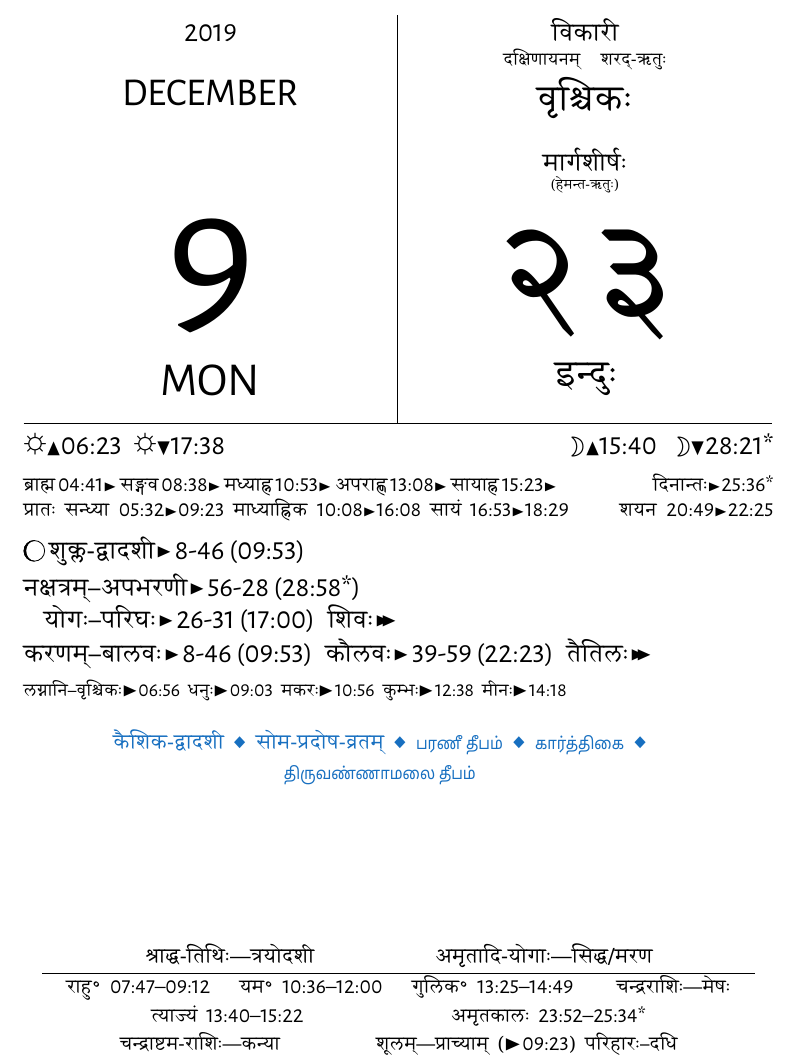 2019
DECEMBER
9
MON
विकारी
दक्षिणायनम् शरद्-ऋतुः
वृश्चिकः
मार्गशीर्षः
(हेमन्त-ऋतुः)
२३
इन्दुः
☼▲06:23 ☼▼17:38 ☽▲15:40 ☽▼28:21*
ब्राह्म 04:41► सङ्गव 08:38► मध्याह्न 10:53► अपराह्ण 13:08► सायाह्न 15:23► दिनान्तः►25:36*
प्रातः सन्ध्या 05:32►09:23 माध्याह्निक 10:08►16:08 सायं 16:53►18:29 शयन 20:49►22:25
शुक्ल-द्वादशी►8-46 (09:53)
नक्षत्रम्–अपभरणी►56-28 (28:58*)
योगः–परिघः►26-31 (17:00) शिवः►►
करणम्–बालवः►8-46 (09:53) कौलवः►39-59 (22:23) तैतिलः►►
लग्नानि–वृश्चिकः►06:56 धनुः►09:03 मकरः►10:56 कुम्भः►12:38 मीनः►14:18
कैशिक-द्वादशी ◆ सोम-प्रदोष-व्रतम् ◆ பரணீ தீபம் ◆ கார்த்திகை ◆
திருவண்ணாமலை தீபம்
श्राद्ध-तिथिः—त्रयोदशी अमृतादि-योगाः—सिद्ध/मरण
राहु° 07:47–09:12 यम° 10:36–12:00 गुलिक° 13:25–14:49 चन्द्रराशिः—मेषः
त्याज्यं 13:40–15:22 अमृतकालः 23:52–25:34*
चन्द्राष्टम-राशिः—कन्या शूलम्—प्राच्याम् (►09:23) परिहारः–दधि